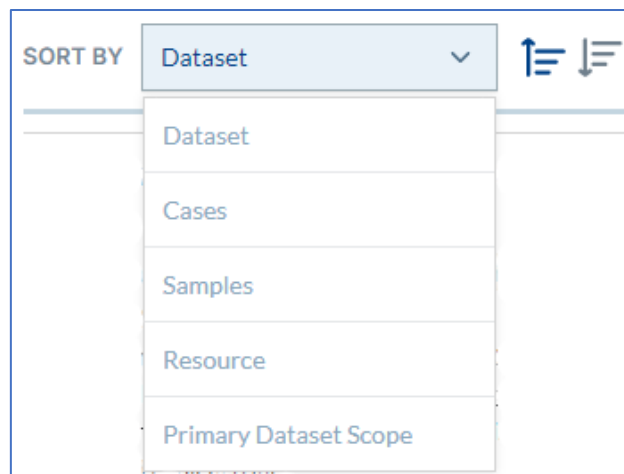 SORT BY Dataset
Dataset
Cases
Samples
Resource
Primary Dataset Scope